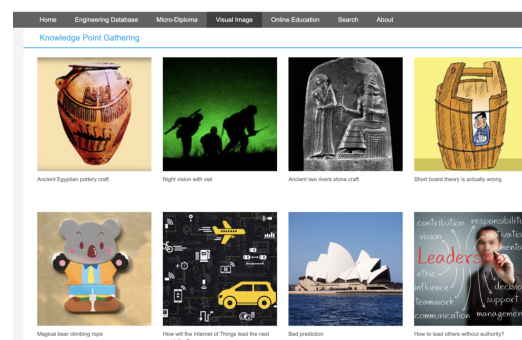 Home Engineering Database Micro-Diploma Visual Image Online Education Search About
Knowledge Point Gathering
Ancient Egyptian pottery craft
Night vision with owl
Ancient two rivers stone craft
Short board theory is actually wrong
contribution responsibility
vision
Leadership
ethic
influence
teamwork
support
communication management
Magical bear climbing rope
How will the Internet of Things lead the next
Bad prediction
How to lead others without authority?